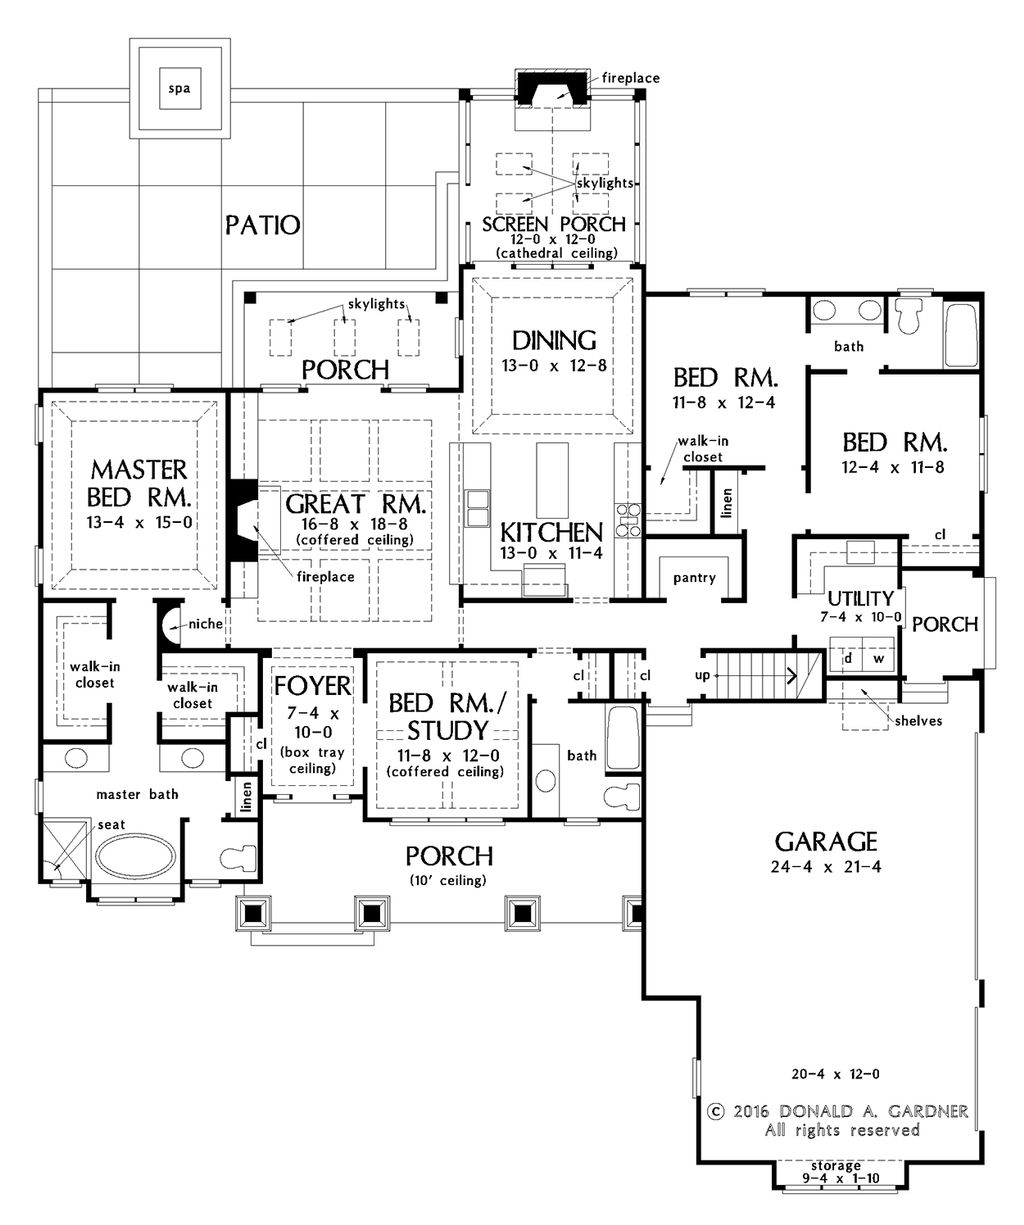 fireplace
spa
skylights
PATIO
SCREEN PORCH
12-0 x 12-0
(cathedral ceiling)
skylights
PORCH
DINING
13-0 x 12-8
bath
BED RM.
11-8 x 12-4
BED RM.
12-4 x 11-8
walk-in
closet
linen
cl
MASTER
BED RM.
13-4 x 15-0
GREAT RM.
16-8 x 18-8
(coffered ceiling)
fireplace
KITCHEN
13-0 x 11-4
pantry
UTILITY
7-4 x 10-0
PORCH
niche
d
w
walk-in
closet
walk-in
closet
FOYER
7-4 x
10-0
(box tray
ceiling)
cl
BED RM./
STUDY
11-8 x 12-0
(coffered ceiling)
cl
cl
up
shelves
bath
master bath
linen
seat
PORCH
(10' ceiling)
GARAGE
24-4 x 21-4
20-4 x 12-0
© 2016 DONALD A. GARDNER
All rights reserved
storage
9-4 x 1-10